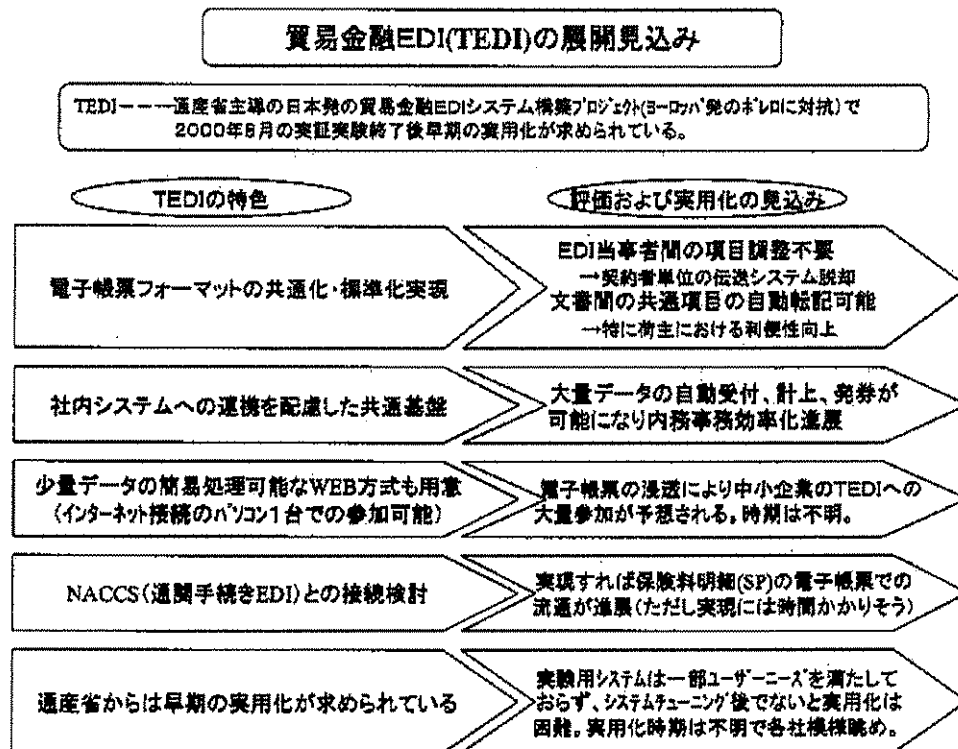 貿易金融EDI(TEDI)の展開見込み
TEDI－－－通産省主導の日本発の貿易金融EDIシステム構築プロジェクト(ヨーロッパ発のボレロに対抗)で
2000年8月の実証実験終了後早期の実用化が求められている。
TEDIの特色
評価および実用化の見込み
電子帳票フォーマットの共通化・標準化実現
EDI当事者間の項目調整不要
→契約者単位の伝送システム脱却
文書間の共通項目の自動転記可能
→特に荷主における利便性向上
社内システムへの連携を配慮した共通基盤
大量データの自動受付、計上、発券が
可能になり内務事務効率化進展
少量データの簡易処理可能なWEB方式も用意
(インターネット接続のパソコン1台での参加可能)
電子帳票の浸透により中小企業のTEDIへの
大量参加が予想される。時期は不明。
NACCS(通関手続きEDI)との接続検討
実現すれば保険料明細(SP)の電子帳票での
流通が進展(ただし実現には時間かかりそう)
通産省からは早期の実用化が求められている
実験用システムは一部ユーザーニーズを満たして
おらず、システムチューニング後でないと実用化は
困難。実用化時期は不明で各社模様眺め。